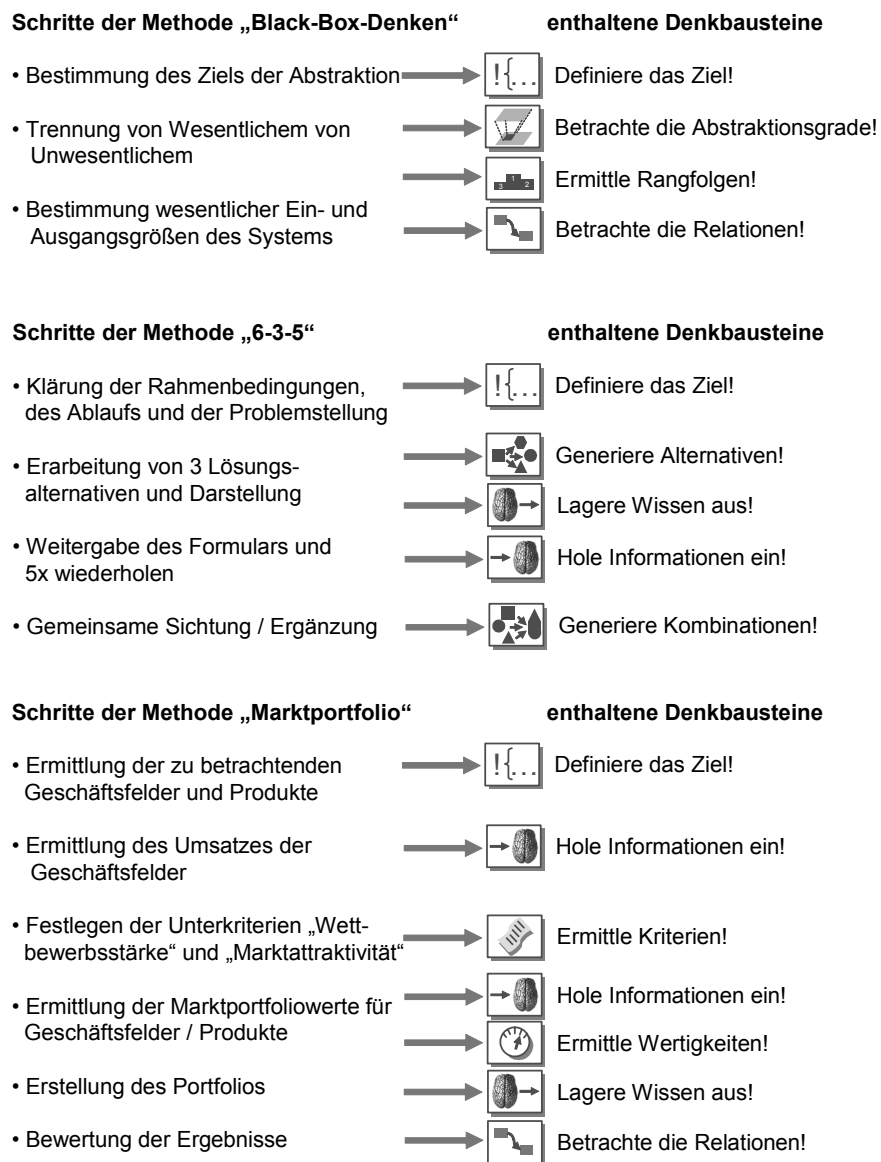 Schritte der Methode „Black-Box-Denken“ enthaltene Denkbausteine
• Bestimmung des Ziels der Abstraktion !{... Definiere das Ziel!
• Trennung von Wesentlichem von Betrachte die Abstraktionsgrade!
Unwesentlichem
3 1 2 Ermittle Rangfolgen!
• Bestimmung wesentlicher Ein- und
Ausgangsgrößen des Systems Betrachte die Relationen!
Schritte der Methode „6-3-5“ enthaltene Denkbausteine
• Klärung der Rahmenbedingungen, !{... Definiere das Ziel!
des Ablaufs und der Problemstellung
• Erarbeitung von 3 Lösungs- Generiere Alternativen!
alternativen und Darstellung Lagere Wissen aus!
• Weitergabe des Formulars und Hole Informationen ein!
5x wiederholen
• Gemeinsame Sichtung / Ergänzung Generiere Kombinationen!
Schritte der Methode „Marktportfolio“ enthaltene Denkbausteine
• Ermittlung der zu betrachtenden !{... Definiere das Ziel!
Geschäftsfelder und Produkte
• Ermittlung des Umsatzes der Hole Informationen ein!
Geschäftsfelder
• Festlegen der Unterkriterien „Wett- Ermittle Kriterien!
bewerbsstärke“ und „Marktattraktivität“
• Ermittlung der Marktportfoliowerte für Hole Informationen ein!
Geschäftsfelder / Produkte Ermittle Wertigkeiten!
• Erstellung des Portfolios Lagere Wissen aus!
• Bewertung der Ergebnisse Betrachte die Relationen!